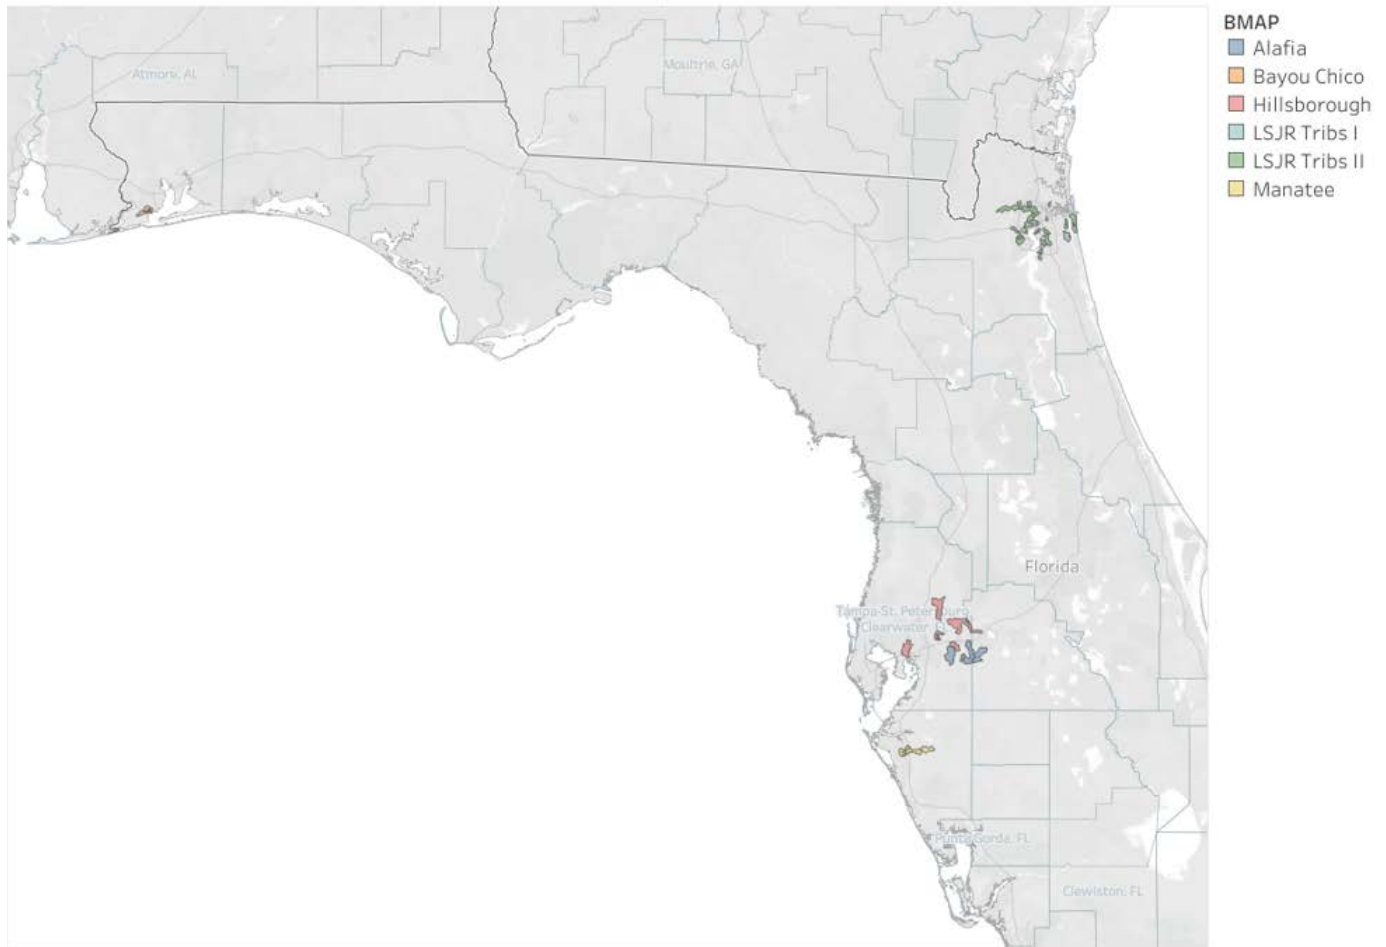 BMAP
Alafia
Bayou Chico
Hillsborough
LSJR Tribs I
LSJR Tribs II
Manatee
Atmore, AL
Moultrie, GA
Florida
Tampa-St. Petersburg
Clearwater
Punta Gorda, FL
Clewiston, FL